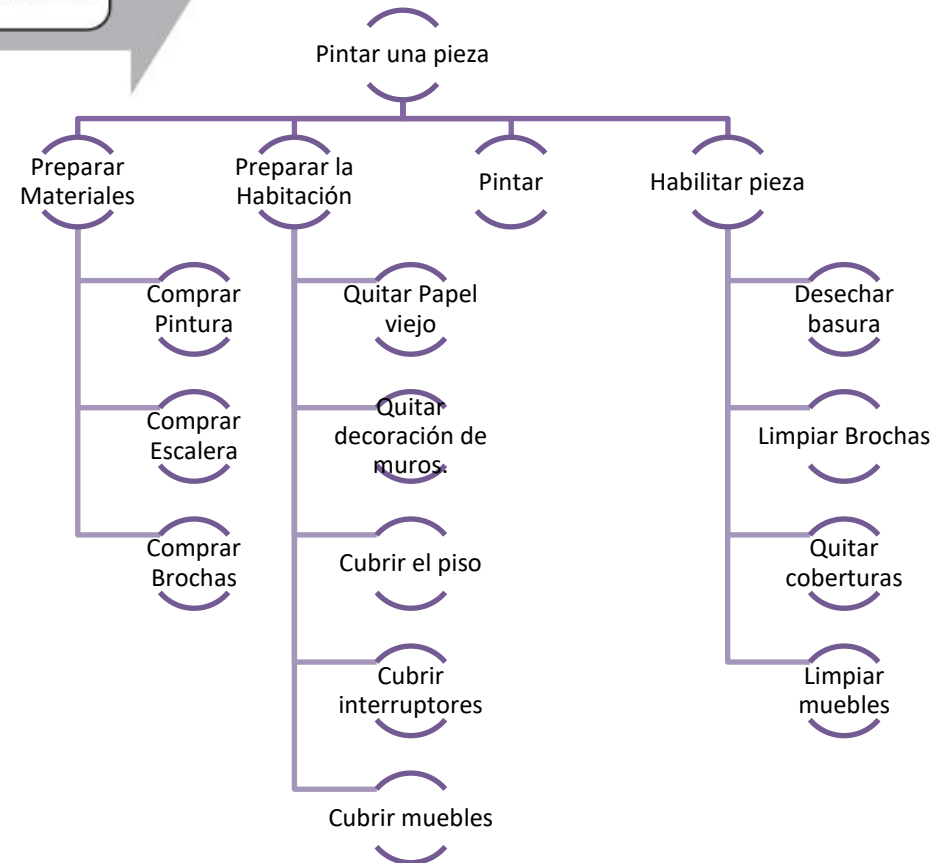 Pintar una pieza
Preparar
Materiales
Comprar
Pintura
Comprar
Escalera
Comprar
Brochas
Preparar la
Habitación
Quitar Papel
viejo
Quitar
decoración de
muros.
Cubrir el piso
Cubrir
interruptores
Cubrir muebles
Pintar
Habilitar pieza
Desechar
basura
Limpiar Brochas
Quitar
coberturas
Limpiar
muebles